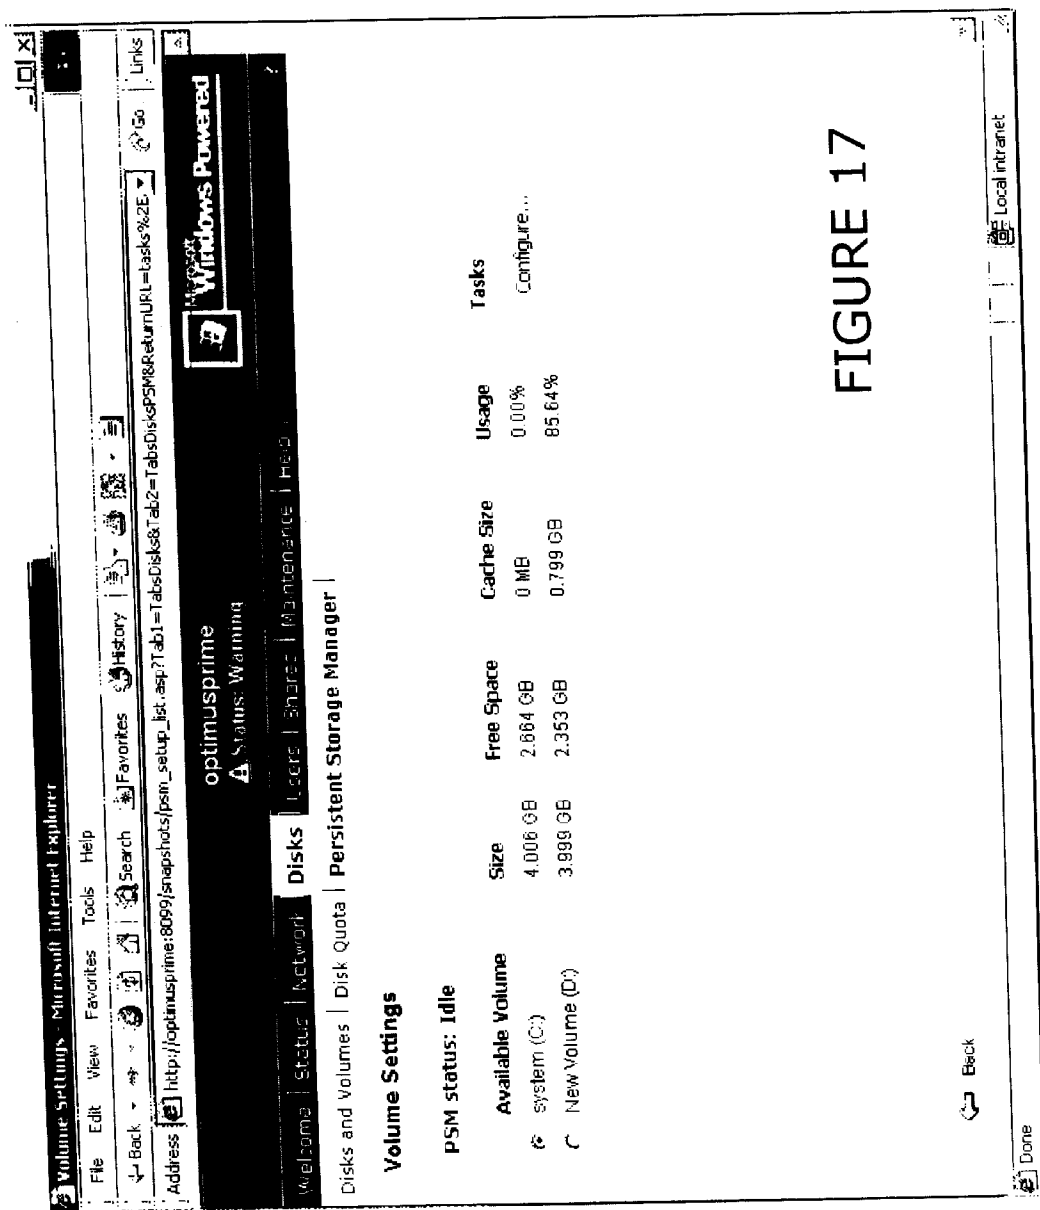 Volume Settings - Microsoft Internet Explorer
File Edit View Favorites Tools Help
Back Search Favorites History
Address http://optimusprime:8099/snapshots/psm_setup_list.asp?Tab1=TabsDisks&Tab2=TabsDisksPSM&ReturnURL=tasks%2E Go Links
optimusprime
Status: Warning
Microsoft
Windows Powered
Welcome | Status | Network | Disks | Users | Shares | Maintenance | Help ?
Disks and Volumes | Disk Quota | Persistent Storage Manager |
Volume Settings
PSM status: Idle
Available Volume Size Free Space Cache Size Usage Tasks
system (C:) 4.006 GB 2.664 GB 0 MB 0.00% Configure...
New Volume (D:) 3.999 GB 2.353 GB 0.799 GB 85.64%
FIGURE 17
Back
Done Local intranet